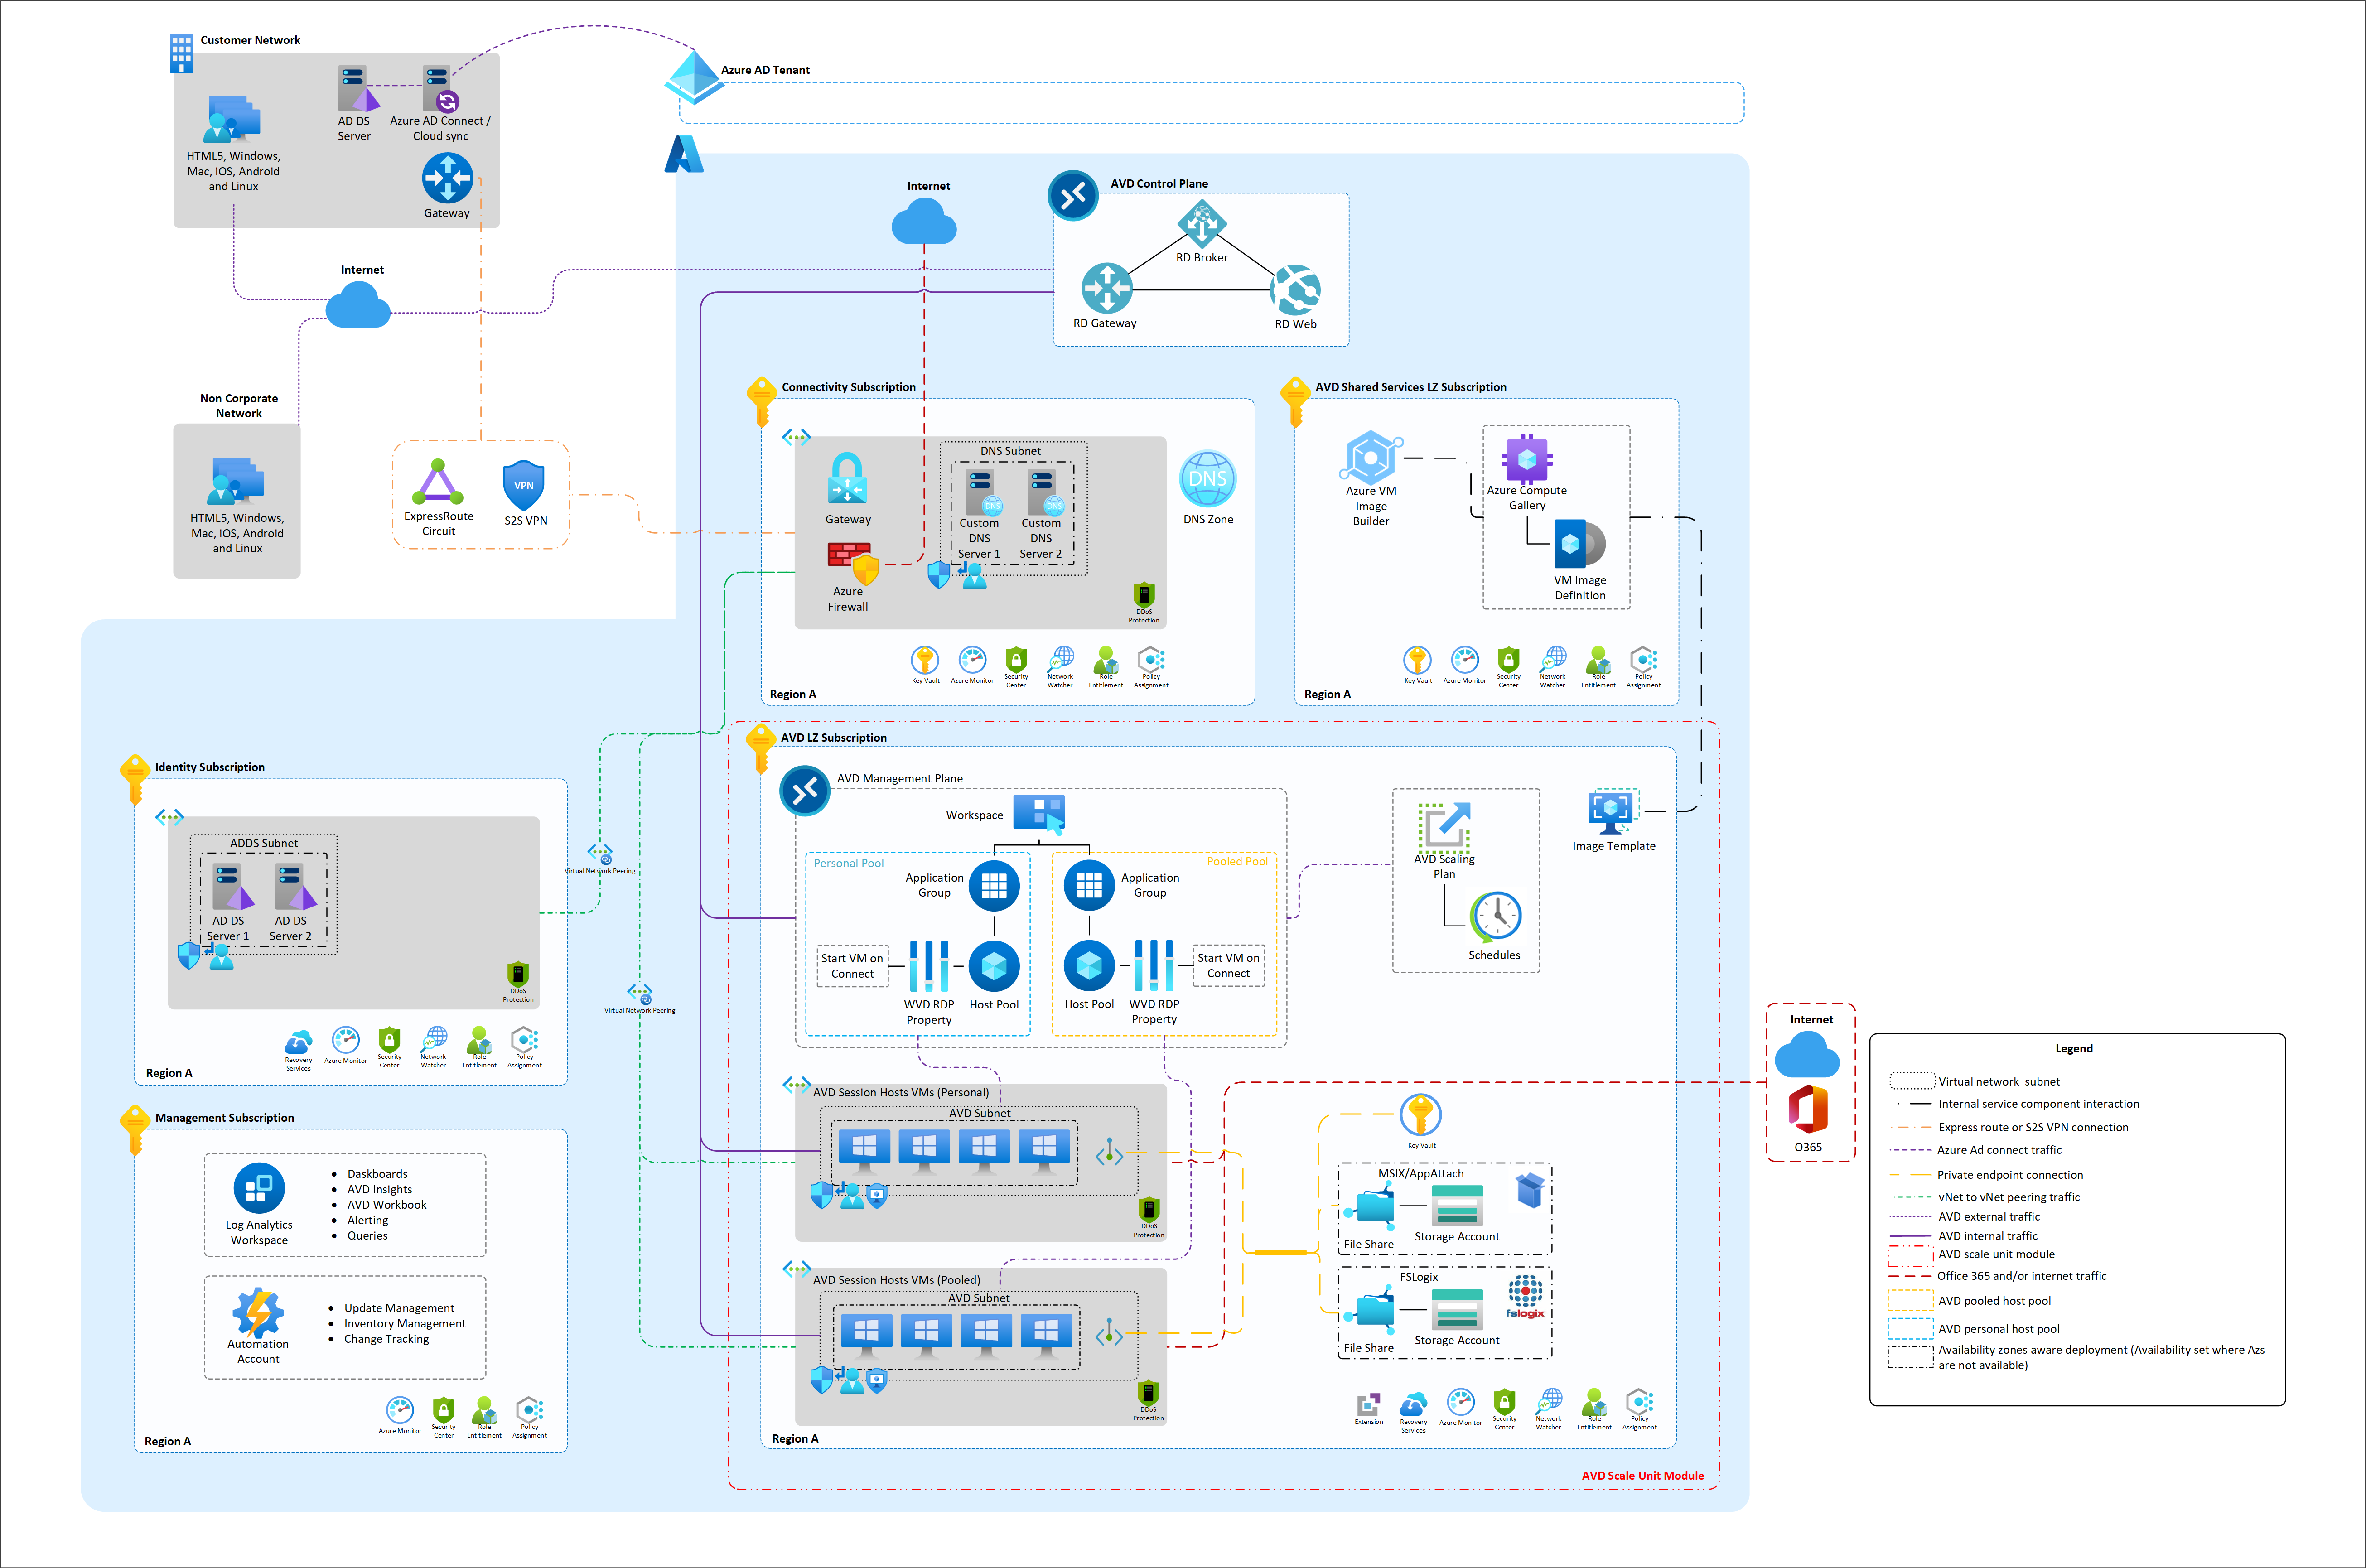 Customer Network
AD DS
Server
Azure AD Connect /
Cloud sync
HTML5, Windows,
Mac, iOS, Android
and Linux
Gateway
Azure AD Tenant
Internet
Non Corporate
Network
HTML5, Windows,
Mac, iOS, Android
and Linux
VPN
ExpressRoute
Circuit
S2S VPN
Internet
AVD Control Plane
RD Broker
RD Gateway
RD Web
Connectivity Subscription
Gateway
Azure
Firewall
DNS Subnet
DNS
DNS
Custom
DNS
Server 1
Custom
DNS
Server 2
DDoS
Protection
DNS
DNS Zone
Key Vault
Azure Monitor
Security
Center
Network
Watcher
Role
Entitlement
Policy
Assignment
Region A
AVD Shared Services LZ Subscription
Azure VM
Image
Builder
Azure Compute
Gallery
VM Image
Definition
Key Vault
Azure Monitor
Security
Center
Network
Watcher
Role
Entitlement
Policy
Assignment
Region A
Identity Subscription
ADDS Subnet
AD DS
Server 1
AD DS
Server 2
DDoS
Protection
Recovery
Services
Azure Monitor
Security
Center
Network
Watcher
Role
Entitlement
Policy
Assignment
Region A
Virtual Network Peering
Virtual Network Peering
Management Subscription
Log Analytics
Workspace
• Daskboards
• AVD Insights
• AVD Workbook
• Alerting
• Queries
Automation
Account
• Update Management
• Inventory Management
• Change Tracking
Azure Monitor
Security
Center
Role
Entitlement
Policy
Assignment
Region A
AVD LZ Subscription
AVD Management Plane
Workspace
Personal Pool
Application
Group
Start VM on
Connect
WVD RDP
Property
Host Pool
Pooled Pool
Application
Group
Host Pool
WVD RDP
Property
Start VM on
Connect
AVD Scaling
Plan
Schedules
Image Template
AVD Session Hosts VMs (Personal)
AVD Subnet
DDoS
Protection
AVD Session Hosts VMs (Pooled)
AVD Subnet
DDoS
Protection
Key Vault
MSIX/AppAttach
File Share
Storage Account
FSLogix
File Share
Storage Account
fslogix
Extension
Recovery
Services
Azure Monitor
Security
Center
Network
Watcher
Role
Entitlement
Policy
Assignment
Region A
AVD Scale Unit Module
Internet
O365
Legend
Virtual network subnet
Internal service component interaction
Express route or S2S VPN connection
Azure Ad connect traffic
Private endpoint connection
vNet to vNet peering traffic
AVD external traffic
AVD internal traffic
AVD scale unit module
Office 365 and/or internet traffic
AVD pooled host pool
AVD personal host pool
Availability zones aware deployment (Availability set where Azs
are not available)